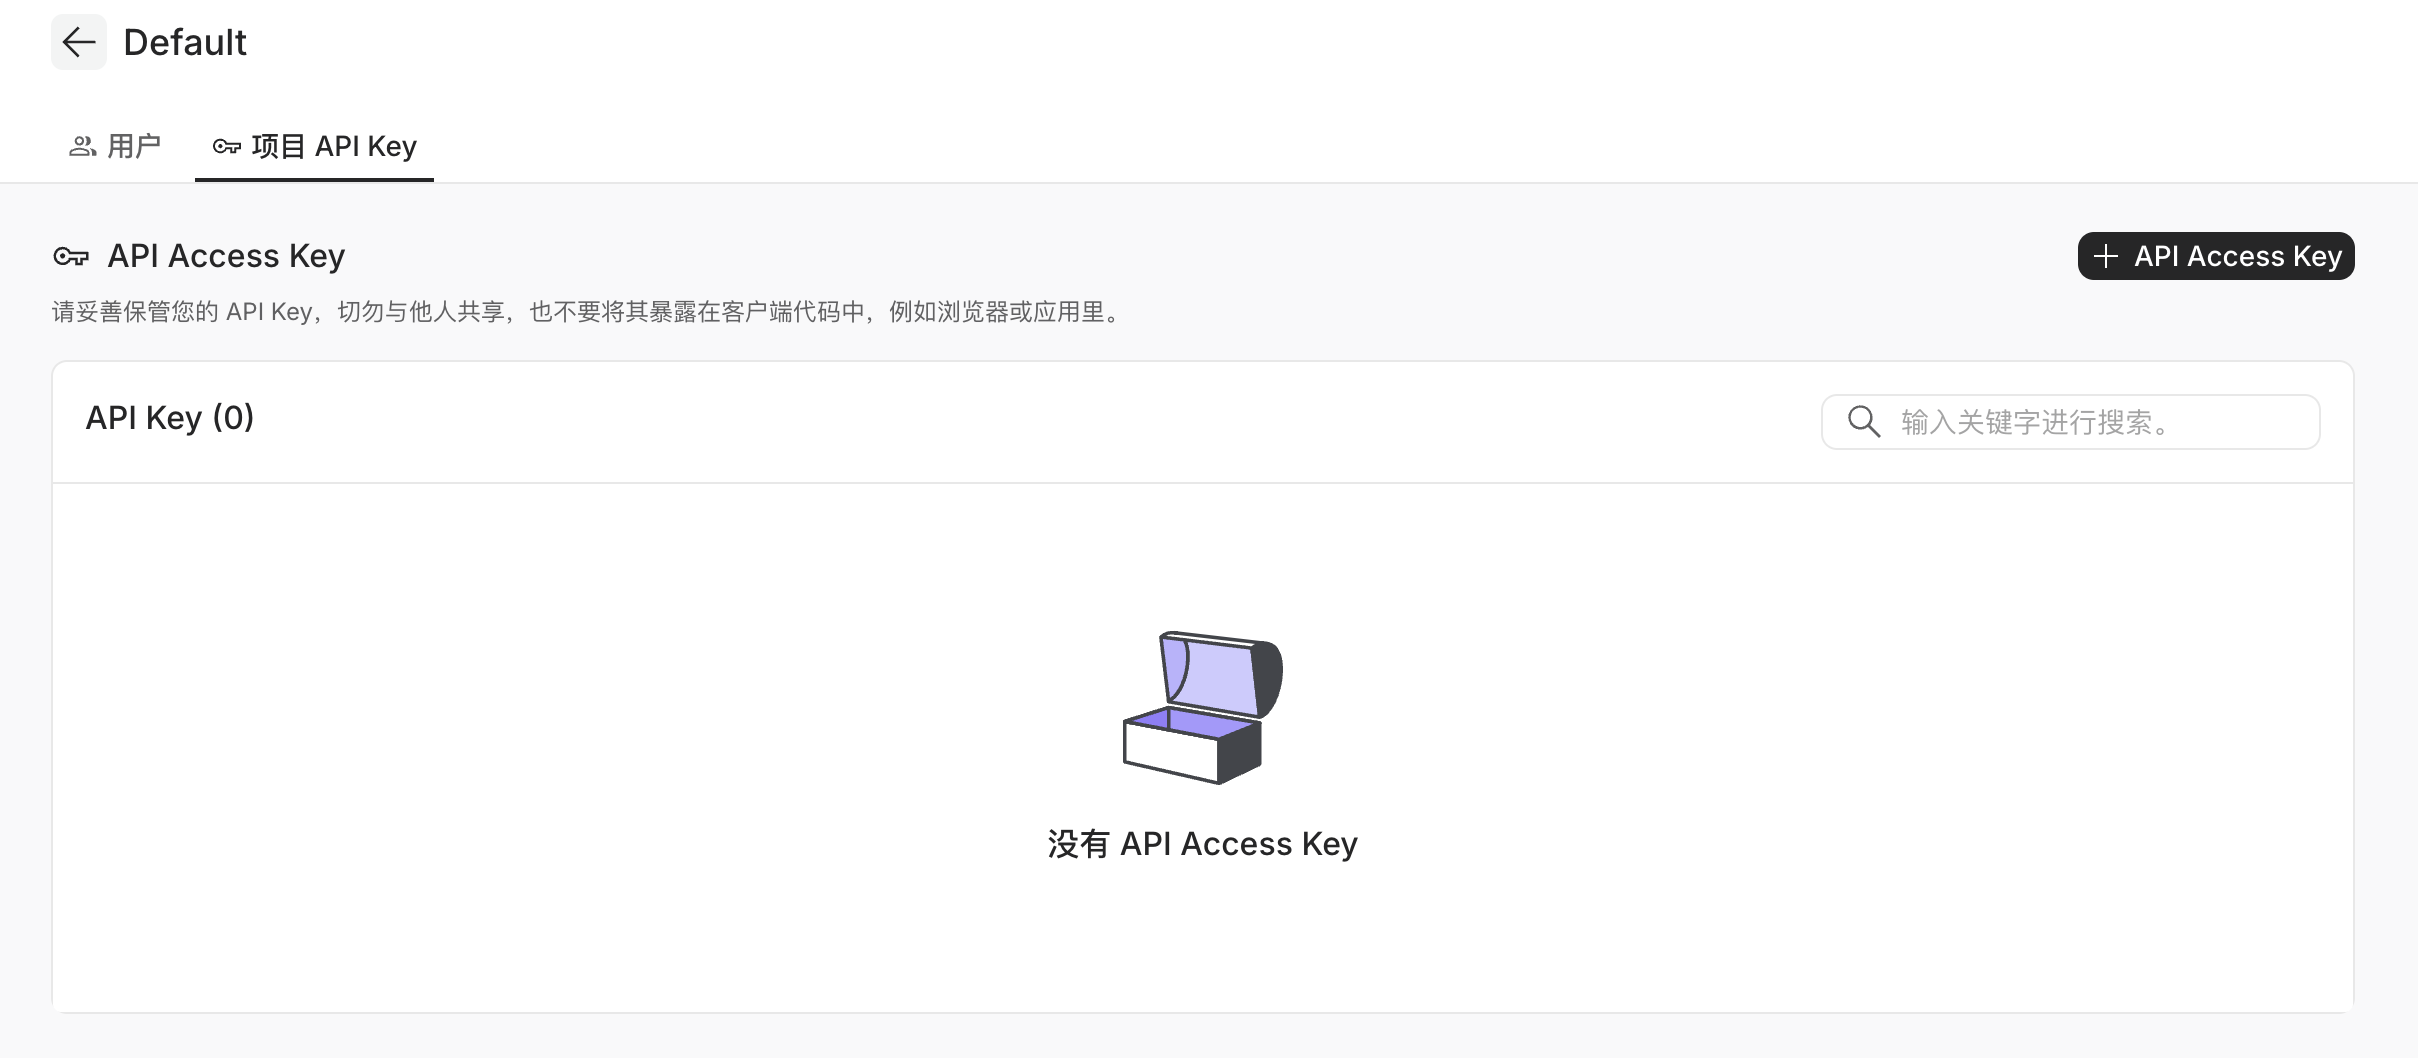 Default
用户
项目 API Key
API Access Key
API Access Key
请妥善保管您的 API Key，切勿与他人共享，也不要将其暴露在客户端代码中，例如浏览器或应用里。
API Key (0)
输入关键字进行搜索。
没有 API Access Key